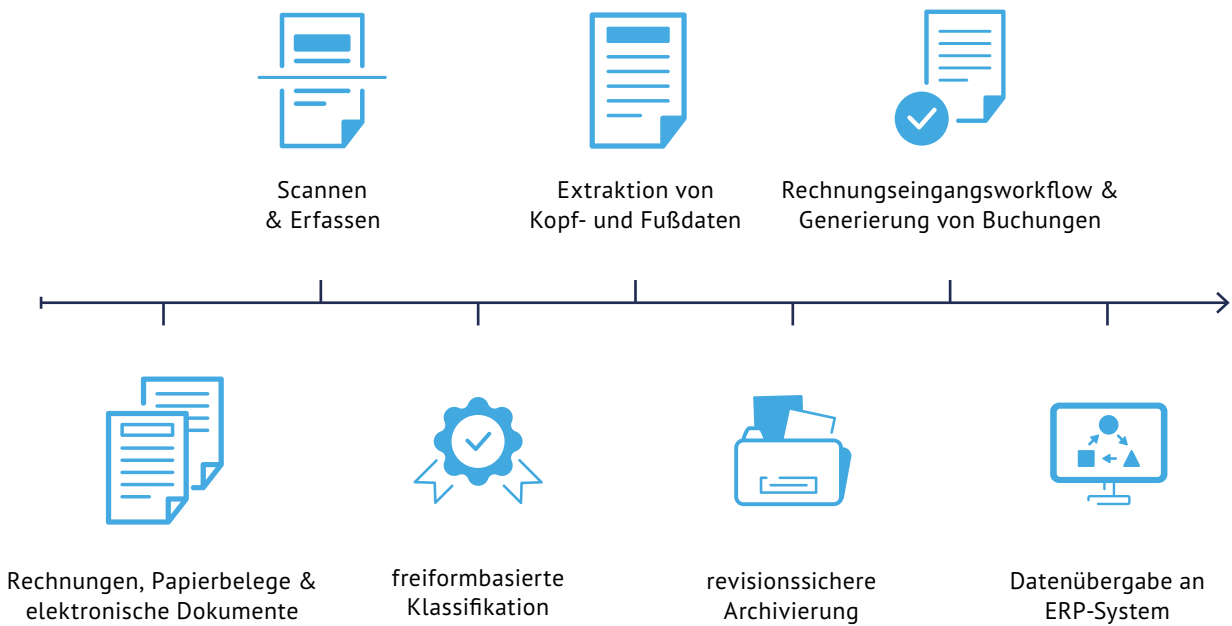 Scannen
& Erfassen
Extraktion von
Kopf- und Fußdaten
Rechnungseingangsworkflow &
Generierung von Buchungen
Rechnungen, Papierbelege &
elektronische Dokumente
freiformbasierte
Klassifikation
revisionssichere
Archivierung
Datenübergabe an
ERP-System